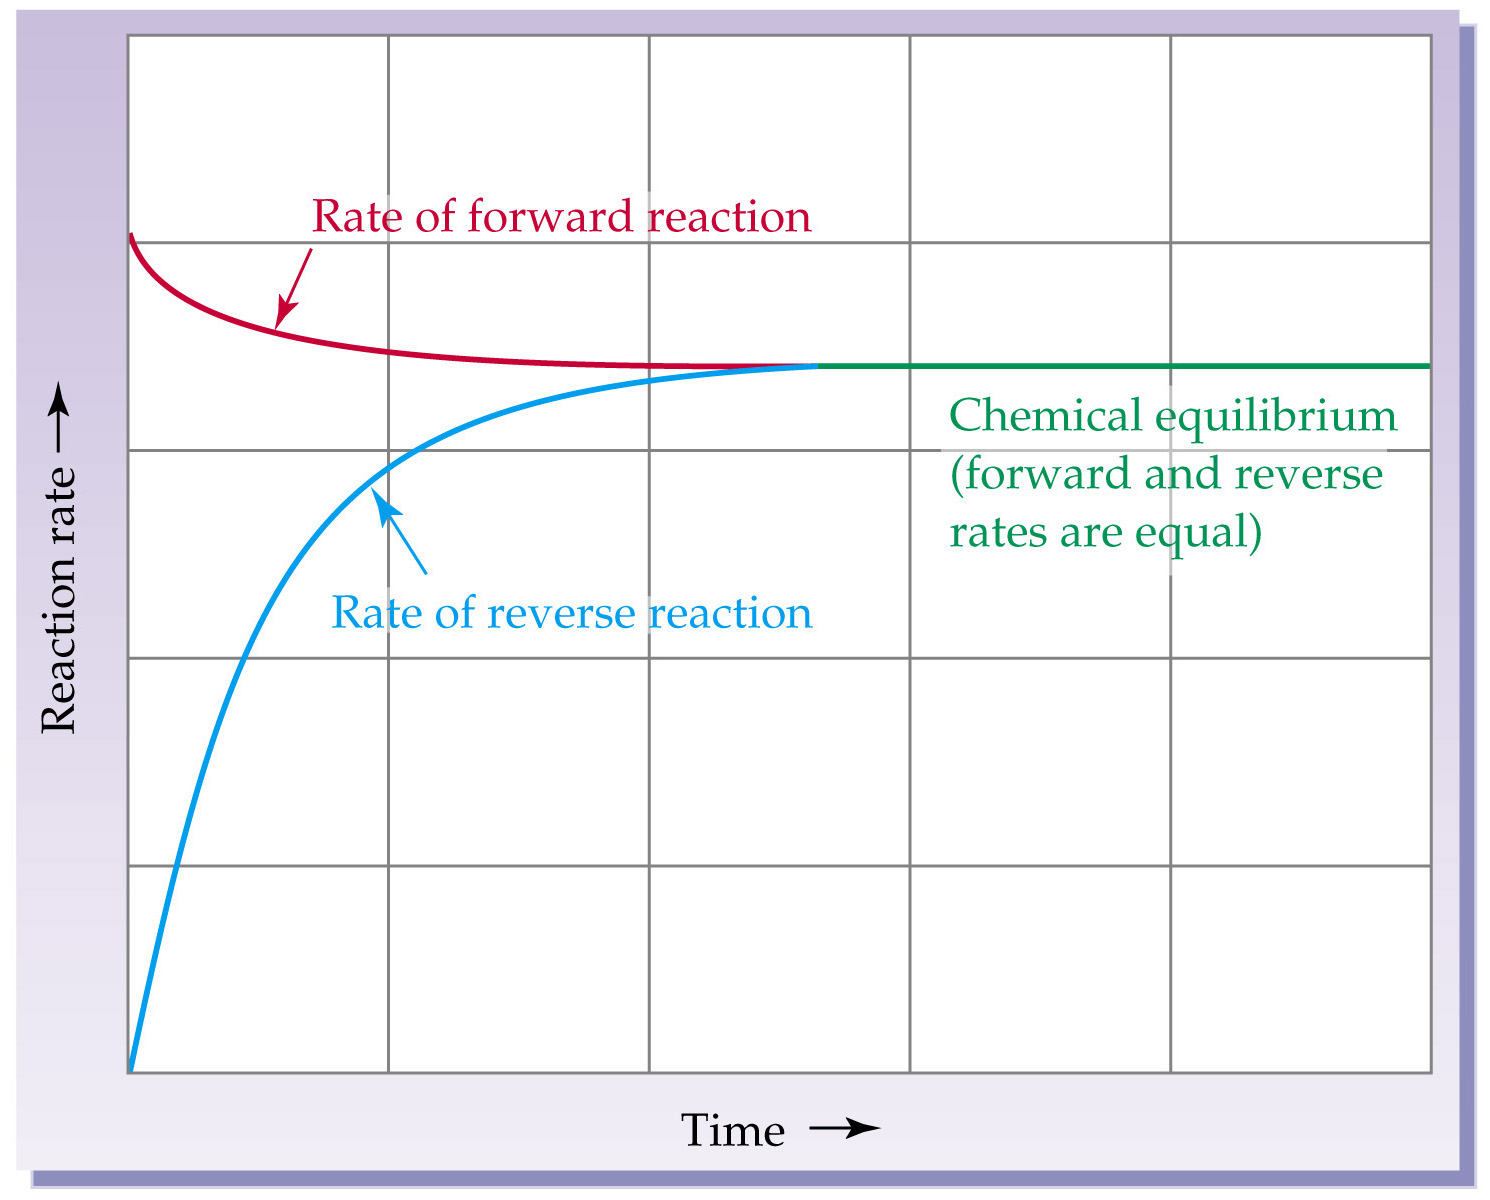 Rate of forward reaction
Chemical equilibrium
(forward and reverse
rates are equal)
Rate of reverse reaction
Reaction rate
Time